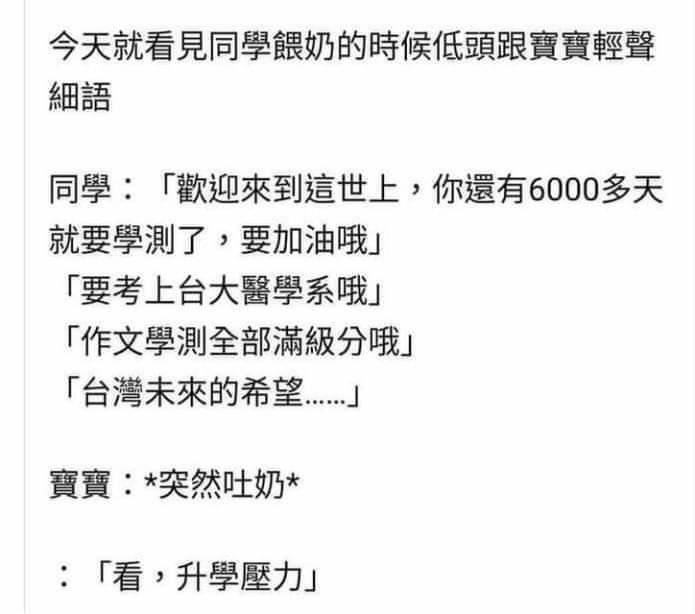 今天就看見同學餵奶的時候低頭跟寶寶輕聲
細語
同學：「歡迎來到這世上，你還有6000多天
就要學測了，要加油哦」
「要考上台大醫學系哦」
「作文學測全部滿級分哦」
「台灣未來的希望......」
寶寶：*突然吐奶*
：「看，升學壓力」